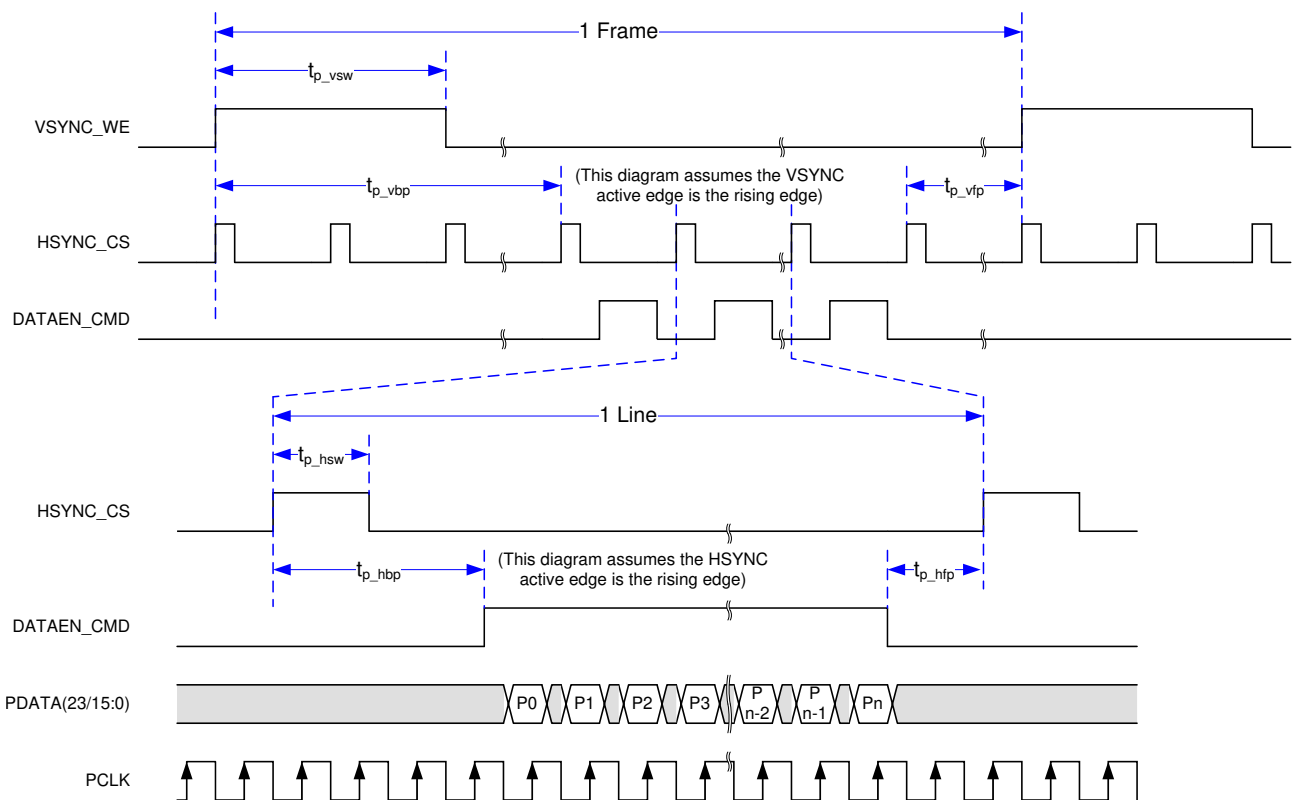 1 Frame
tp_vsw
VSYNC_WE
tp_vbp
(This diagram assumes the VSYNC
active edge is the rising edge)
tp_vfp
HSYNC_CS
DATAEN_CMD
1 Line
tp_hsw
HSYNC_CS
tp_hbp
(This diagram assumes the HSYNC
active edge is the rising edge)
tp_hfp
DATAEN_CMD
PDATA(23/15:0)
P0
P1
P2
P3
P
n-2
P
n-1
Pn
PCLK